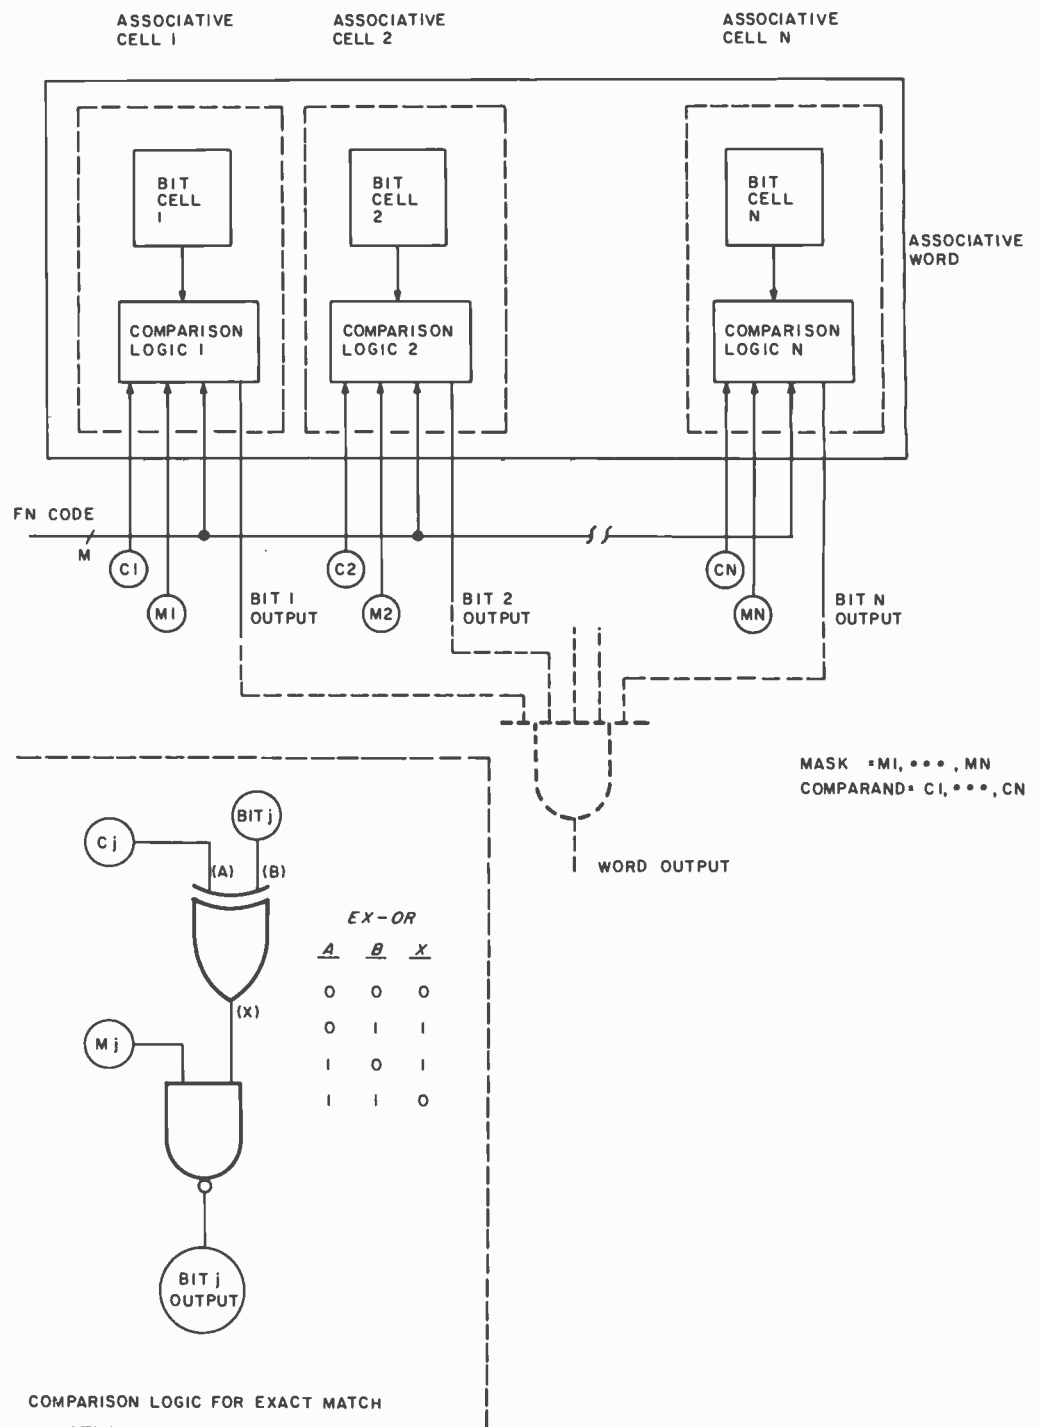 ASSOCIATIVE
CELL 1
ASSOCIATIVE
CELL 2
ASSOCIATIVE
CELL N
BIT
CELL
1
BIT
CELL
2
BIT
CELL
N
ASSOCIATIVE
WORD
COMPARISON
LOGIC 1
COMPARISON
LOGIC 2
COMPARISON
LOGIC N
FN CODE
M
C1
C2
CN
M1
M2
MN
BIT 1
OUTPUT
BIT 2
OUTPUT
BIT N
OUTPUT
MASK = M1, •••, MN
COMPARAND = C1, •••, CN
WORD OUTPUT
Cj
BIT j
(A)
(B)
(X)
Mj
EX-OR
A B X
0 0 0
0 1 1
1 0 1
1 1 0
BIT j
OUTPUT
COMPARISON LOGIC FOR EXACT MATCH